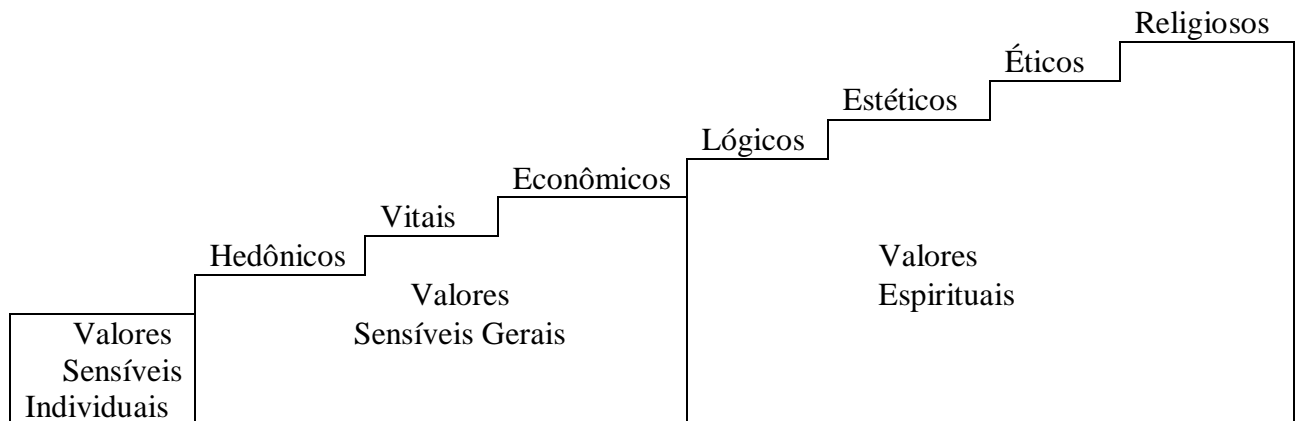 Religiosos
Éticos
Estéticos
Lógicos
Econômicos
Vitais
Hedônicos
Valores
Espirituais
Valores
Sensíveis Gerais
Valores
Sensíveis
Individuais